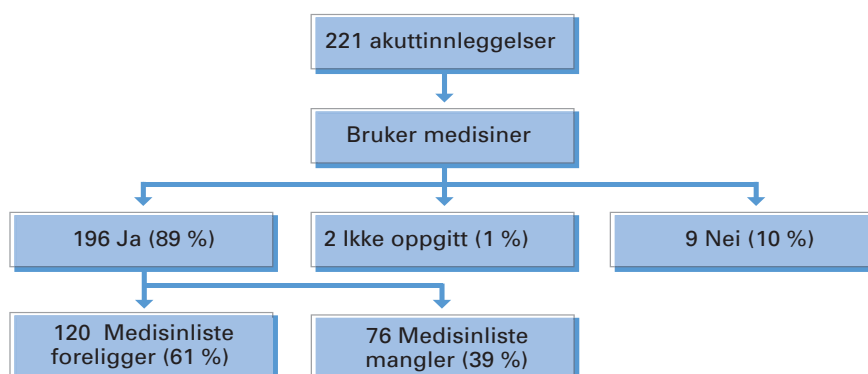 221 akuttinnleggelser
Bruker medisiner
196 Ja (89 %)
2 Ikke oppgitt (1 %)
9 Nei (10 %)
120 Medisinliste
foreligger (61 %)
76 Medisinliste
mangler (39 %)